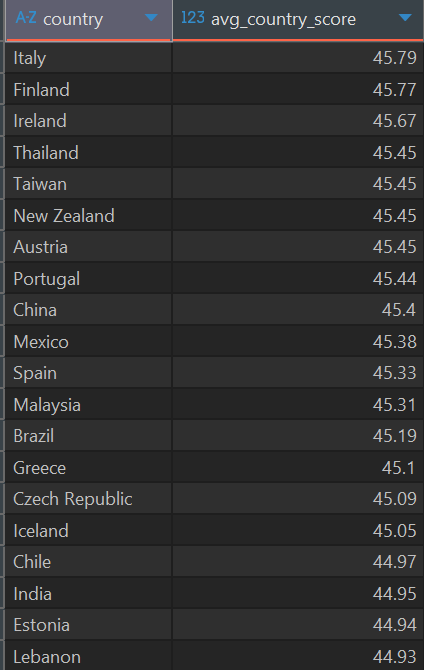 A-Z country 123 avg_country_score
Italy 45.79
Finland 45.77
Ireland 45.67
Thailand 45.45
Taiwan 45.45
New Zealand 45.45
Austria 45.45
Portugal 45.44
China 45.4
Mexico 45.38
Spain 45.33
Malaysia 45.31
Brazil 45.19
Greece 45.1
Czech Republic 45.09
Iceland 45.05
Chile 44.97
India 44.95
Estonia 44.94
Lebanon 44.93